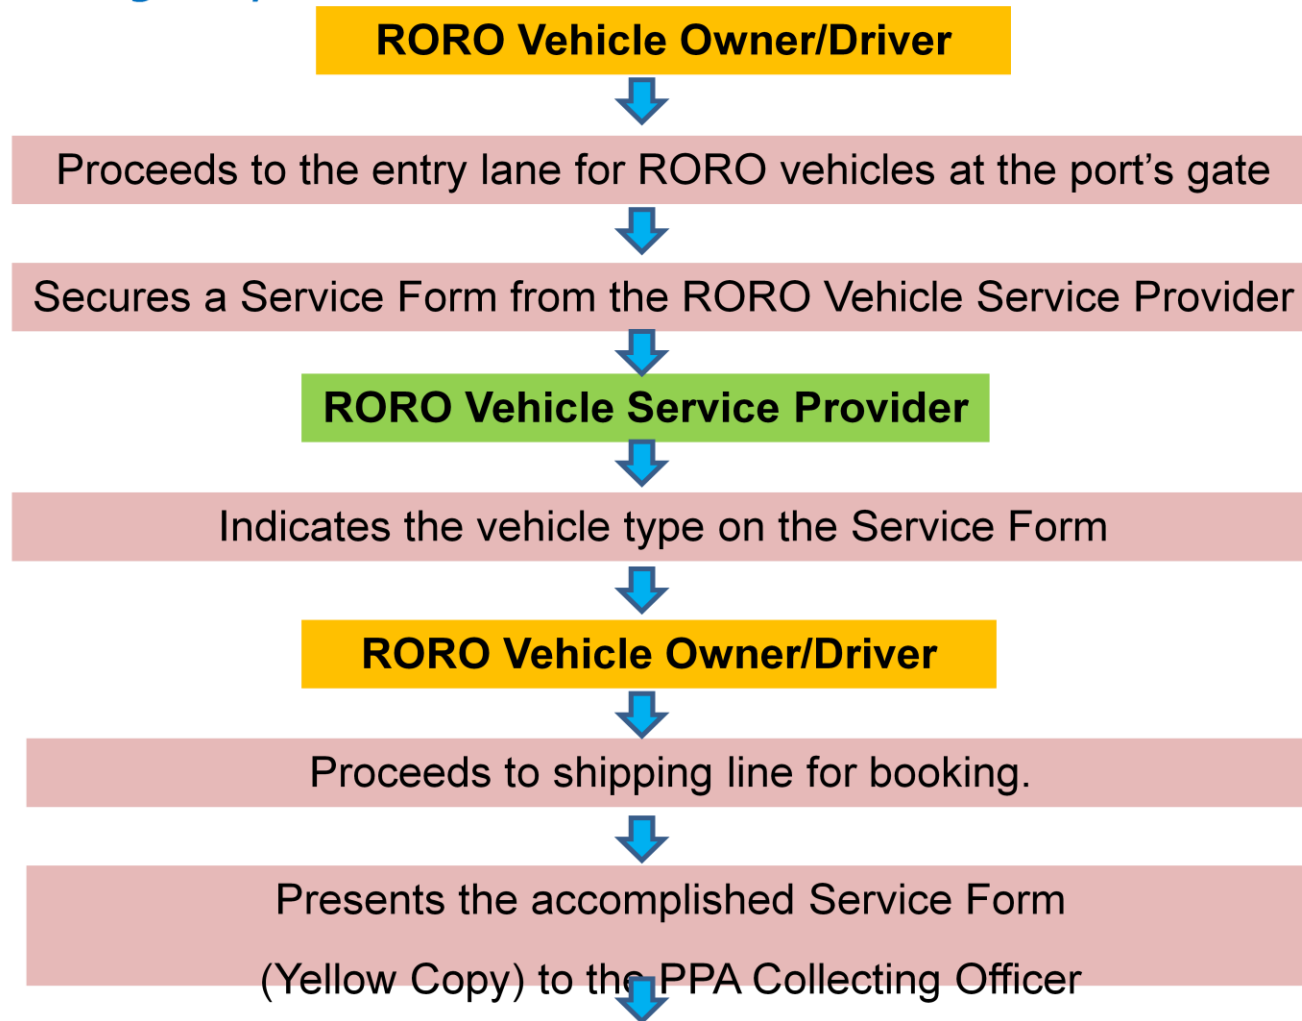 RORO Vehicle Owner/Driver
Proceeds to the entry lane for RORO vehicles at the port’s gate
Secures a Service Form from the RORO Vehicle Service Provider
RORO Vehicle Service Provider
Indicates the vehicle type on the Service Form
RORO Vehicle Owner/Driver
Proceeds to shipping line for booking.
Presents the accomplished Service Form
(Yellow Copy) to the PPA Collecting Officer